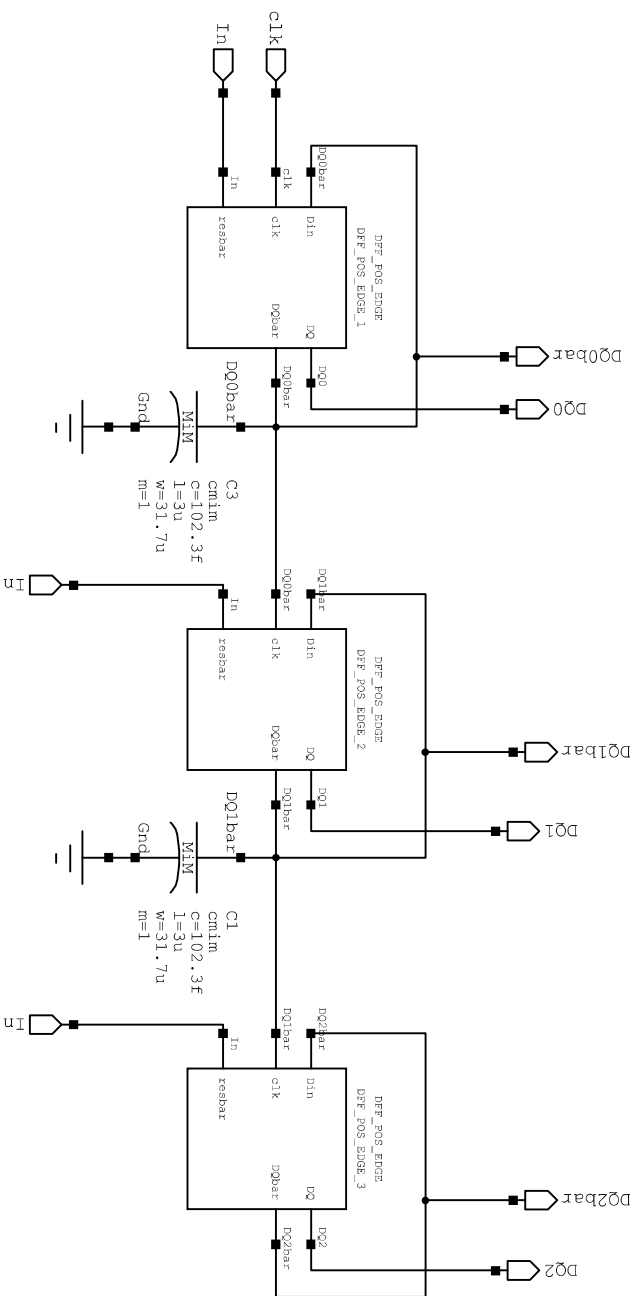 clk
In
DQ0bar
clk
In
Din
clk
resbar
DFF_POS_EDGE
DFF_POS_EDGE_1
DQ
DQbar
DQ0
DQ0bar
DQ0bar
DQ0
DQ0bar
MiM
Gnd
C3
cmim
c=102.3f
l=3u
w=31.7u
m=1
In
DQ1bar
DQ0bar
In
Din
clk
resbar
DFF_POS_EDGE
DFF_POS_EDGE_2
DQ
DQbar
DQ1
DQ1bar
DQ1bar
DQ1
DQ1bar
MiM
Gnd
C1
cmim
c=102.3f
l=3u
w=31.7u
m=1
In
DQ2bar
DQ1bar
In
Din
clk
resbar
DFF_POS_EDGE
DFF_POS_EDGE_3
DQ
DQbar
DQ2
DQ2bar
DQ2bar
DQ2